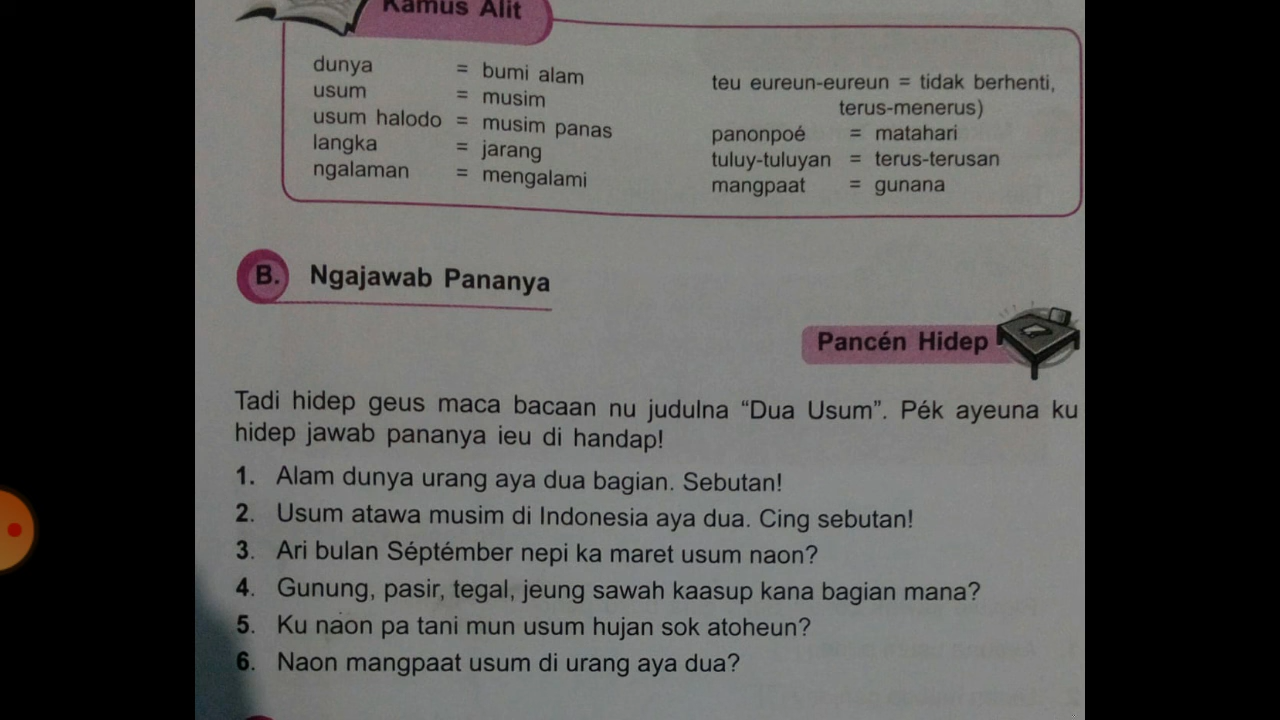 Kamus Alit
dunya = bumi alam
usum = musim
usum halodo = musim panas
langka = jarang
ngalaman = mengalami
teu eureun-eureun = tidak berhenti,
terus-menerus)
panonpoé = matahari
tuluy-tuluyan = terus-terusan
mangpaat = gunana
B. Ngajawab Pananya
Pancén Hidep
Tadi hidep geus maca bacaan nu judulna “Dua Usum”. Pék ayeuna ku
hidep jawab pananya ieu di handap!
1. Alam dunya urang aya dua bagian. Sebutan!
2. Usum atawa musim di Indonesia aya dua. Cing sebutan!
3. Ari bulan Séptémber nepi ka maret usum naon?
4. Gunung, pasir, tegal, jeung sawah kaasup kana bagian mana?
5. Ku naon pa tani mun usum hujan sok atoheun?
6. Naon mangpaat usum di urang aya dua?